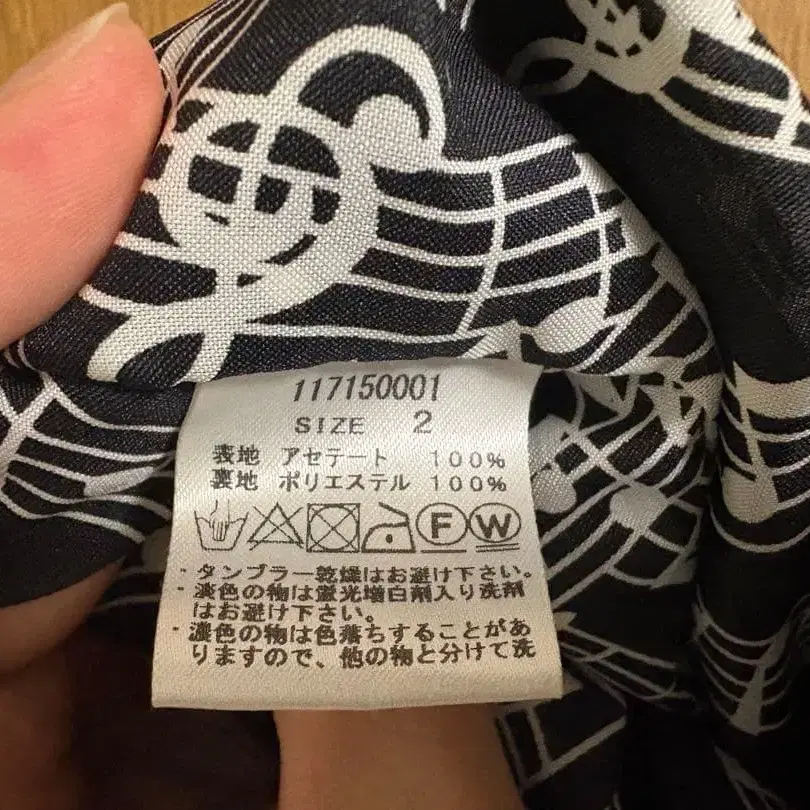 117150001
SIZE 2
表地 アセテート 100%
裏地 ポリエステル 100%
F W
・タンブラー乾燥はお避け下さい。
・淡色の物は蛍光増白剤入り洗剤
はお避け下さい。
・濃色の物は色落ちすることがあ
りますので、他の物と分けて洗